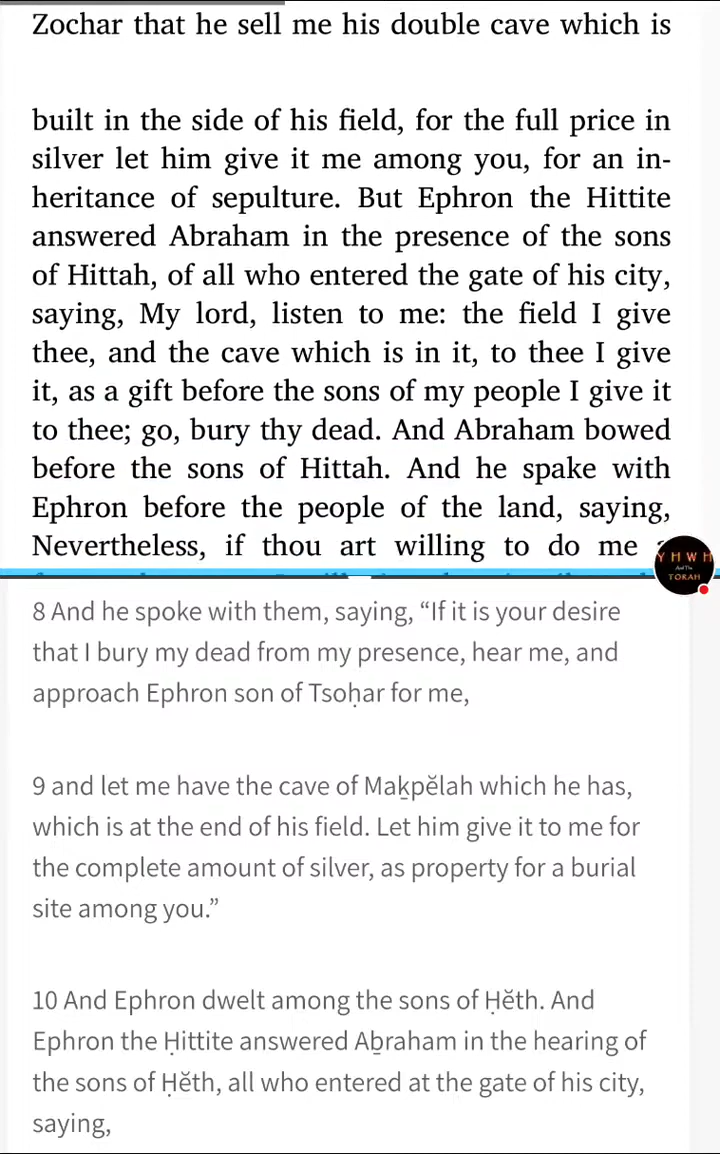 Zochar that he sell me his double cave which is
built in the side of his field, for the full price in
silver let him give it me among you, for an in-
heritance of sepulture. But Ephron the Hittite
answered Abraham in the presence of the sons
of Hittah, of all who entered the gate of his city,
saying, My lord, listen to me: the field I give
thee, and the cave which is in it, to thee I give
it, as a gift before the sons of my people I give it
to thee; go, bury thy dead. And Abraham bowed
before the sons of Hittah. And he spake with
Ephron before the people of the land, saying,
Nevertheless, if thou art willing to do me
YHWH
And The
TORAH
8 And he spoke with them, saying, “If it is your desire
that I bury my dead from my presence, hear me, and
approach Ephron son of Tsoḥar for me,
9 and let me have the cave of Maḵpĕlah which he has,
which is at the end of his field. Let him give it to me for
the complete amount of silver, as property for a burial
site among you.”
10 And Ephron dwelt among the sons of Ḥĕth. And
Ephron the Ḥittite answered Aḇraham in the hearing of
the sons of Ḥĕth, all who entered at the gate of his city,
saying,